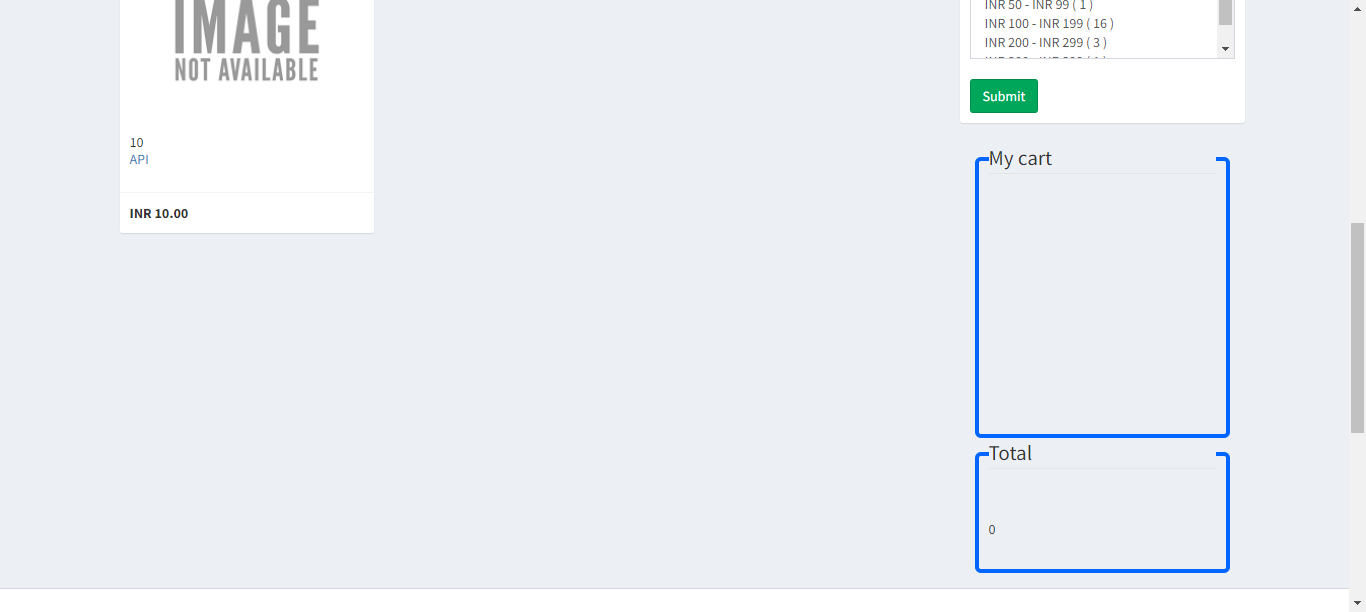 IMAGE
NOT AVAILABLE
10
API
INR 10.00
INR 50 - INR 99 ( 1 )
INR 100 - INR 199 ( 16 )
INR 200 - INR 299 ( 3 )
Submit
My cart
Total
0